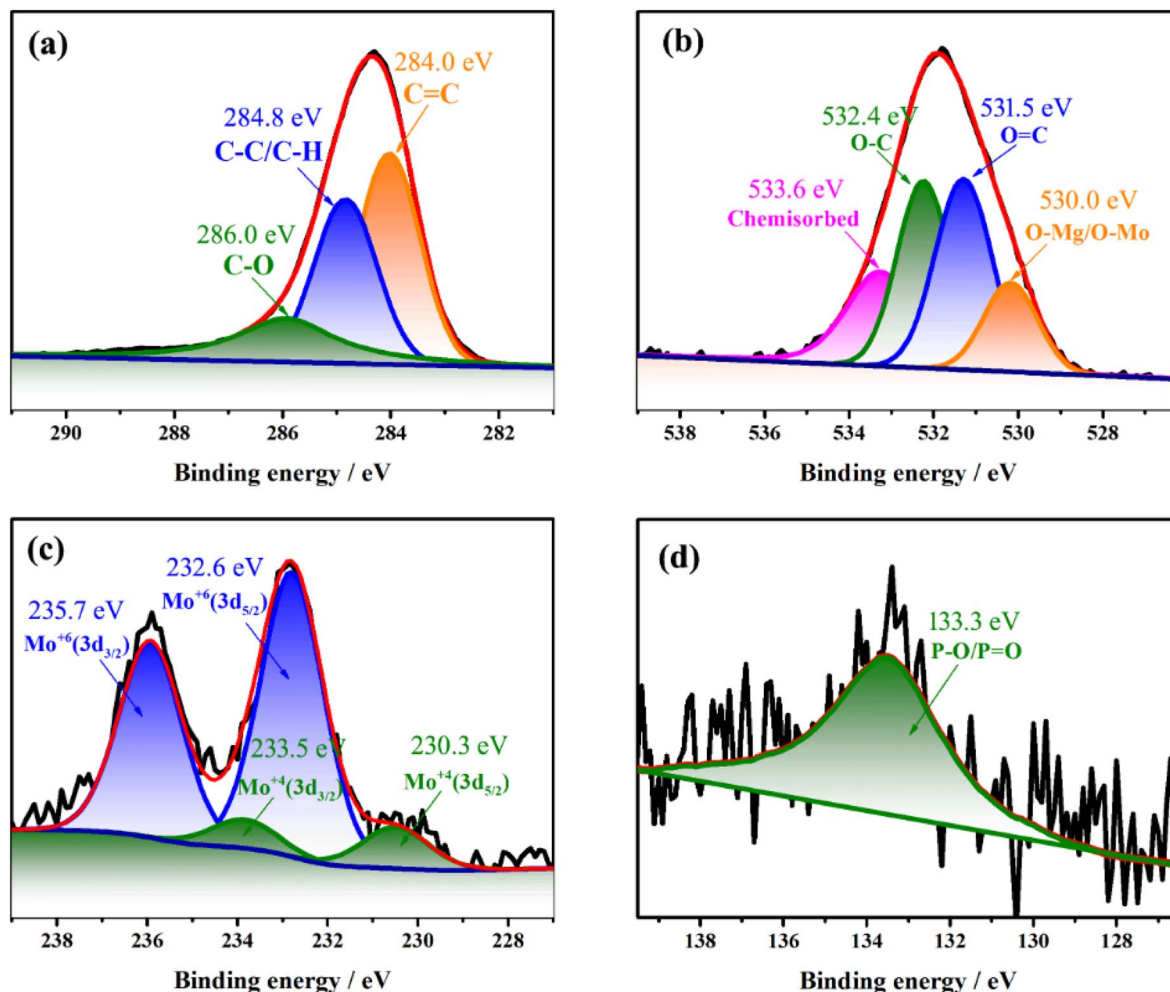 (a)
284.0 eV
C=C
284.8 eV
C-C/C-H
286.0 eV
C-O
290 288 286 284 282
Binding energy / eV
(b)
532.4 eV
O-C
531.5 eV
O=C
533.6 eV
Chemisorbed
530.0 eV
O-Mg/O-Mo
538 536 534 532 530 528
Binding energy / eV
(c)
232.6 eV
Mo+6(3d5/2)
235.7 eV
Mo+6(3d3/2)
233.5 eV
Mo+4(3d3/2)
230.3 eV
Mo+4(3d5/2)
238 236 234 232 230 228
Binding energy / eV
(d)
133.3 eV
P-O/P=O
138 136 134 132 130 128
Binding energy / eV